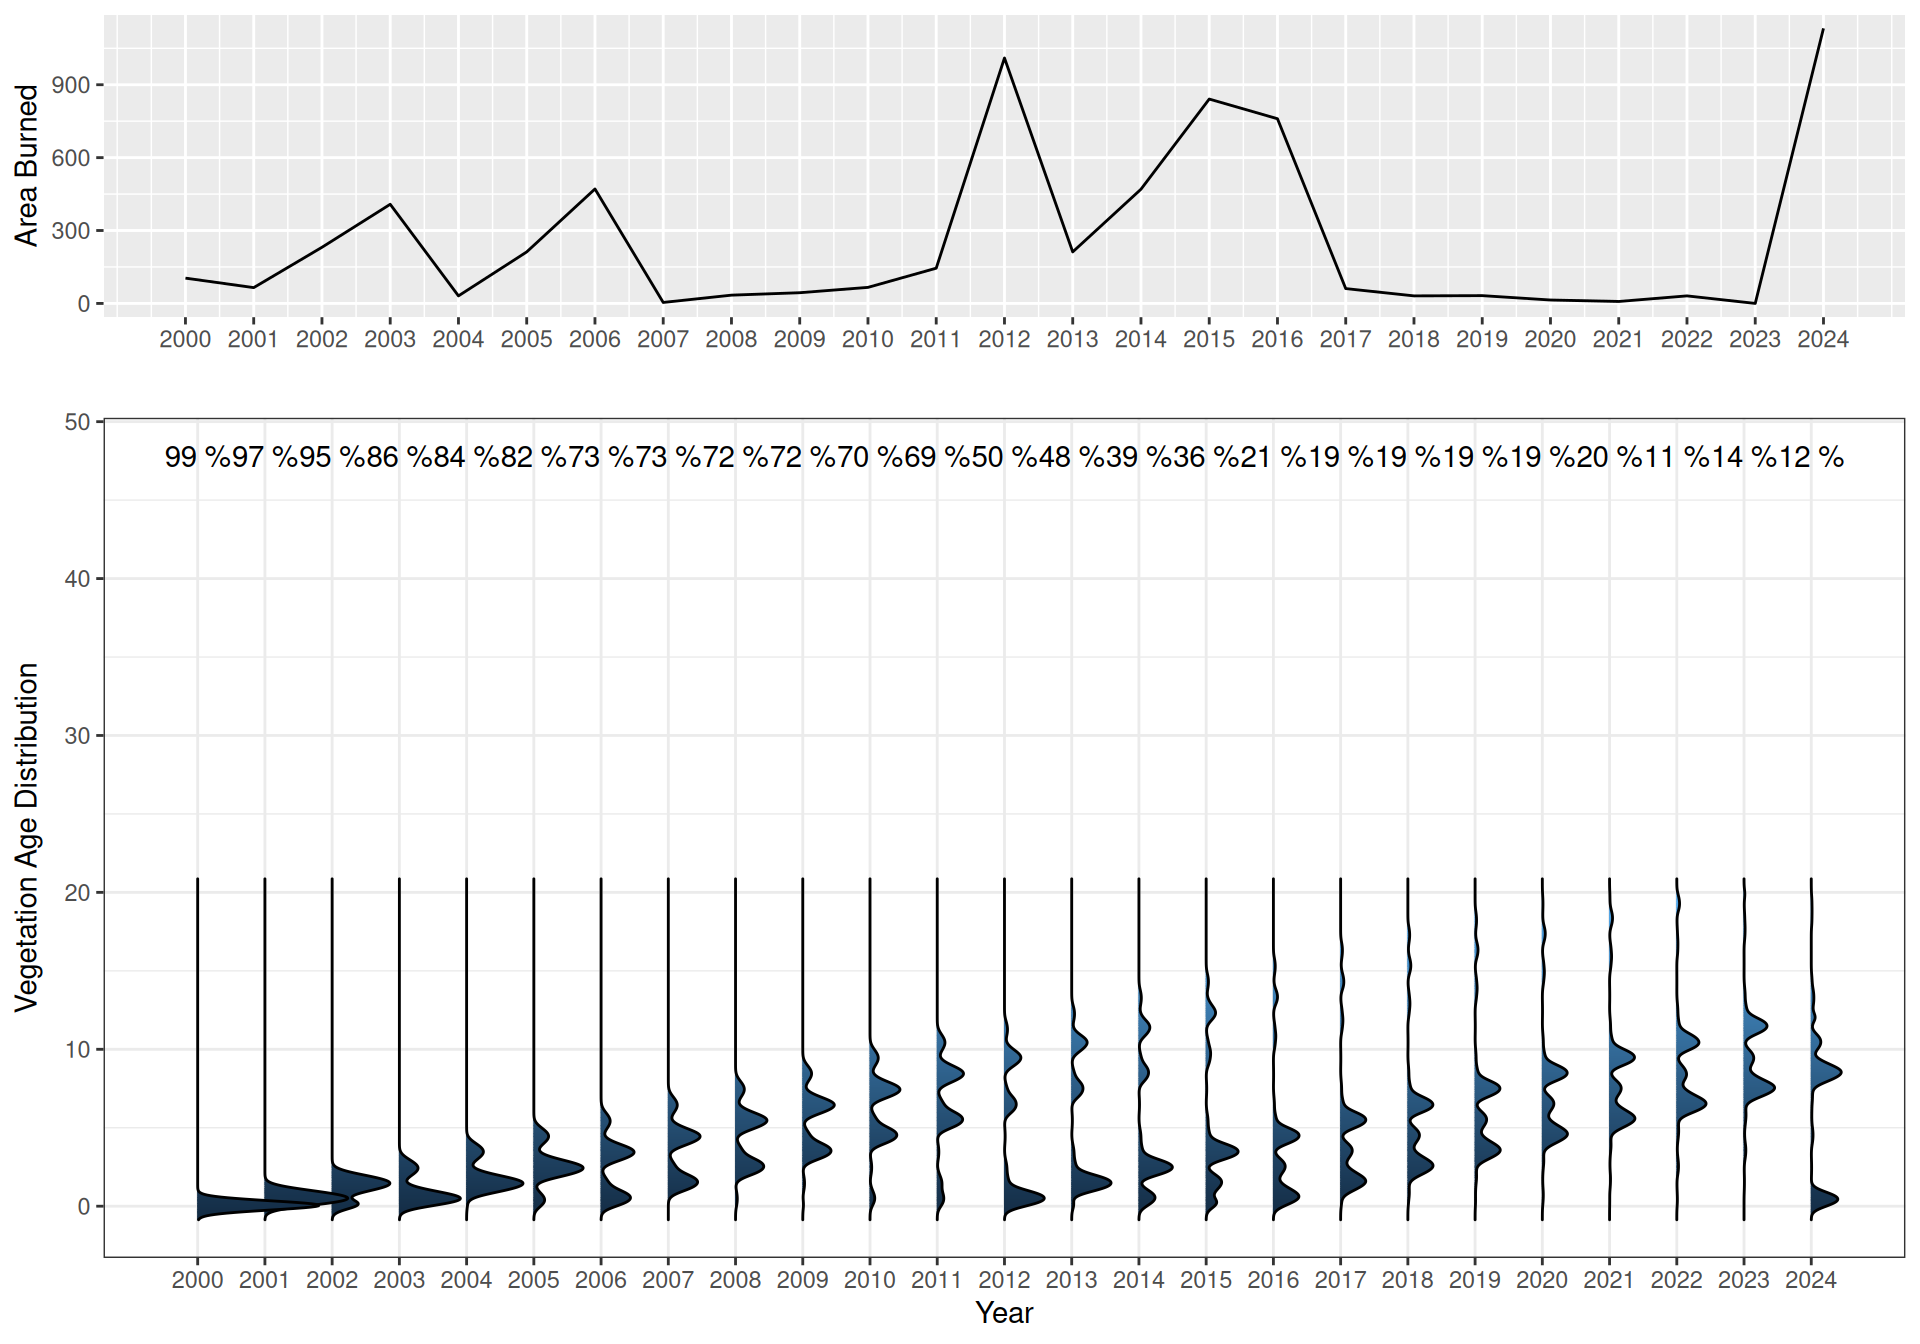 Area Burned
900
600
300
0
2000 2001 2002 2003 2004 2005 2006 2007 2008 2009 2010 2011 2012 2013 2014 2015 2016 2017 2018 2019 2020 2021 2022 2023 2024
Vegetation Age Distribution
50
99 %97 %95 %86 %84 %82 %73 %73 %72 %72 %70 %69 %50 %48 %39 %36 %21 %19 %19 %19 %19 %20 %11 %14 %12 %
40
30
20
10
0
2000 2001 2002 2003 2004 2005 2006 2007 2008 2009 2010 2011 2012 2013 2014 2015 2016 2017 2018 2019 2020 2021 2022 2023 2024
Year